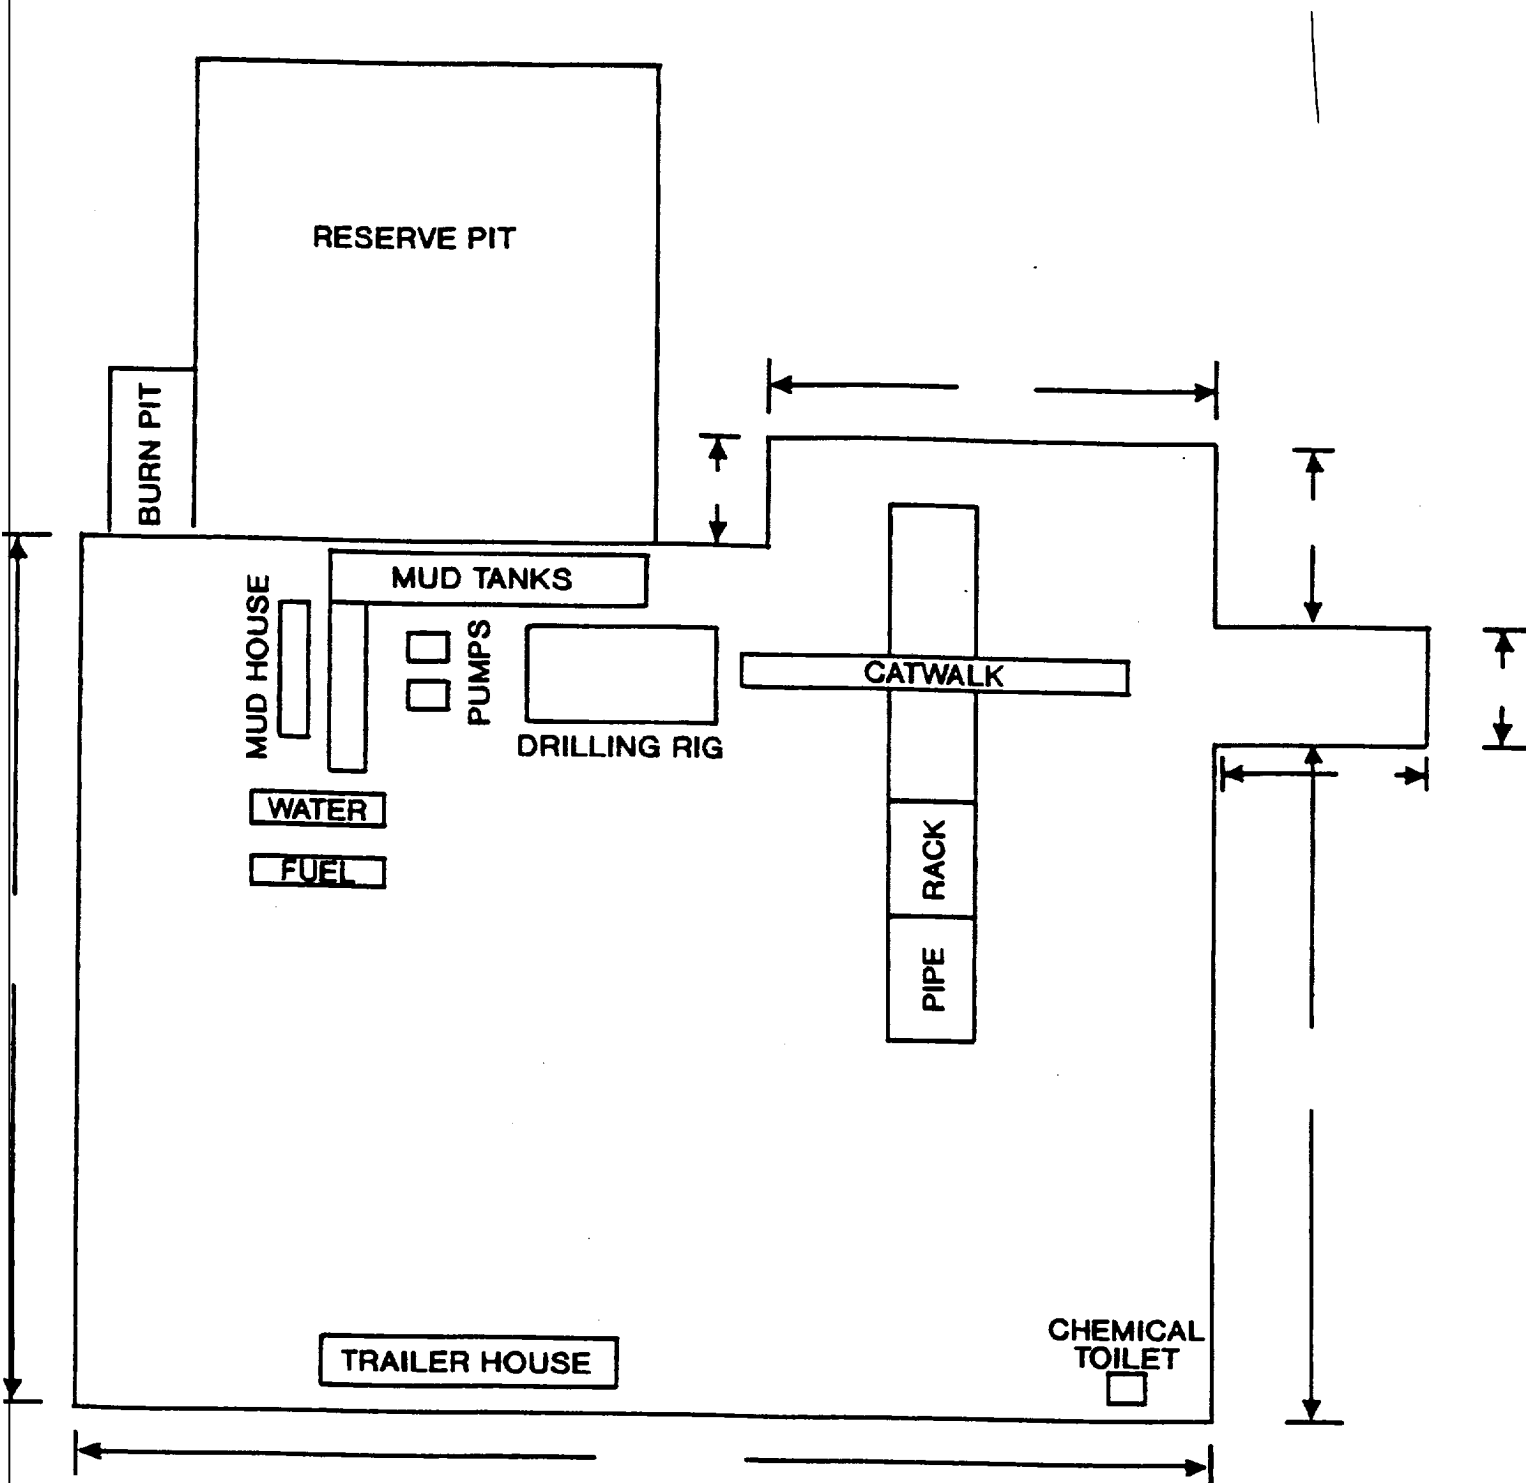 RESERVE PIT
BURN PIT
MUD TANKS
MUD HOUSE
PUMPS
CATWALK
DRILLING RIG
WATER
FUEL
RACK
PIPE
CHEMICAL
TOILET
TRAILER HOUSE